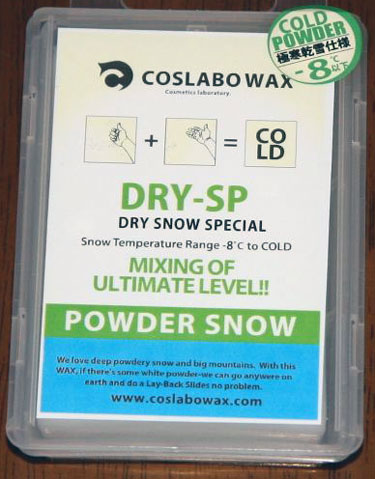 COLD
POWDER
極寒乾雪仕様
-8℃以下
COSLABO WAX
Cosmetics laboratory.
+ = CO
LD
DRY-SP
DRY SNOW SPECIAL
Snow Temperature Range -8℃ to COLD
MIXING OF
ULTIMATE LEVEL!!
POWDER SNOW
We love deep powdery snow and big mountains. With this
WAX, if there's some white powder-we can go anywere on
earth and do a Lay-Back Slides no problem.
www.coslabowax.com